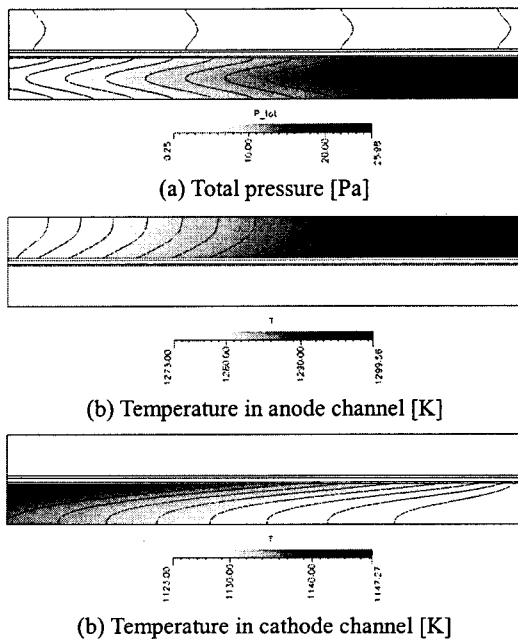 P_tot
0.25 10.00 20.00 25.98
(a) Total pressure [Pa]
T
1273.00 1280.00 1290.00 1299.56
(b) Temperature in anode channel [K]
T
1125.00 1130.00 1140.00 1147.27
(b) Temperature in cathode channel [K]